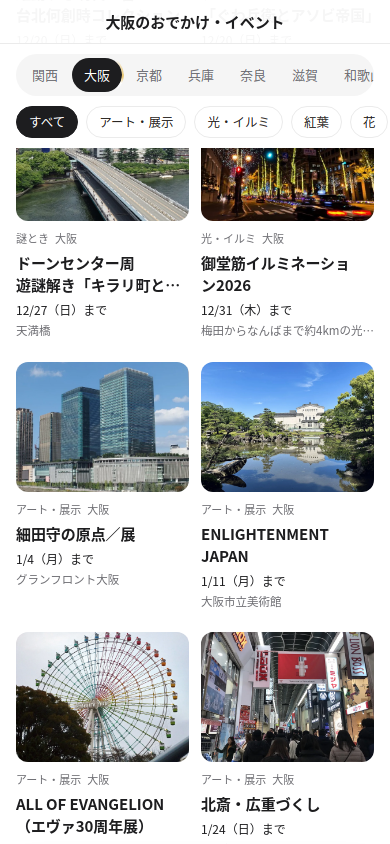 大阪のおでかけ・イベント
関西 大阪 京都 兵庫 奈良 滋賀 和歌
すべて アート・展示 光・イルミ 紅葉 花
謎とき 大阪
ドーンセンター周
遊謎解き「キラリ町と…
12/27（日）まで
天満橋
光・イルミ 大阪
御堂筋イルミネーショ
ン2026
12/31（木）まで
梅田からなんばまで約4kmの光…
アート・展示 大阪
細田守の原点／展
1/4（月）まで
グランフロント大阪
アート・展示 大阪
ENLIGHTENMENT
JAPAN
1/11（月）まで
大阪市立美術館
アート・展示 大阪
ALL OF EVANGELION
（エヴァ30周年展）
アート・展示 大阪
北斎・広重づくし
1/24（日）まで